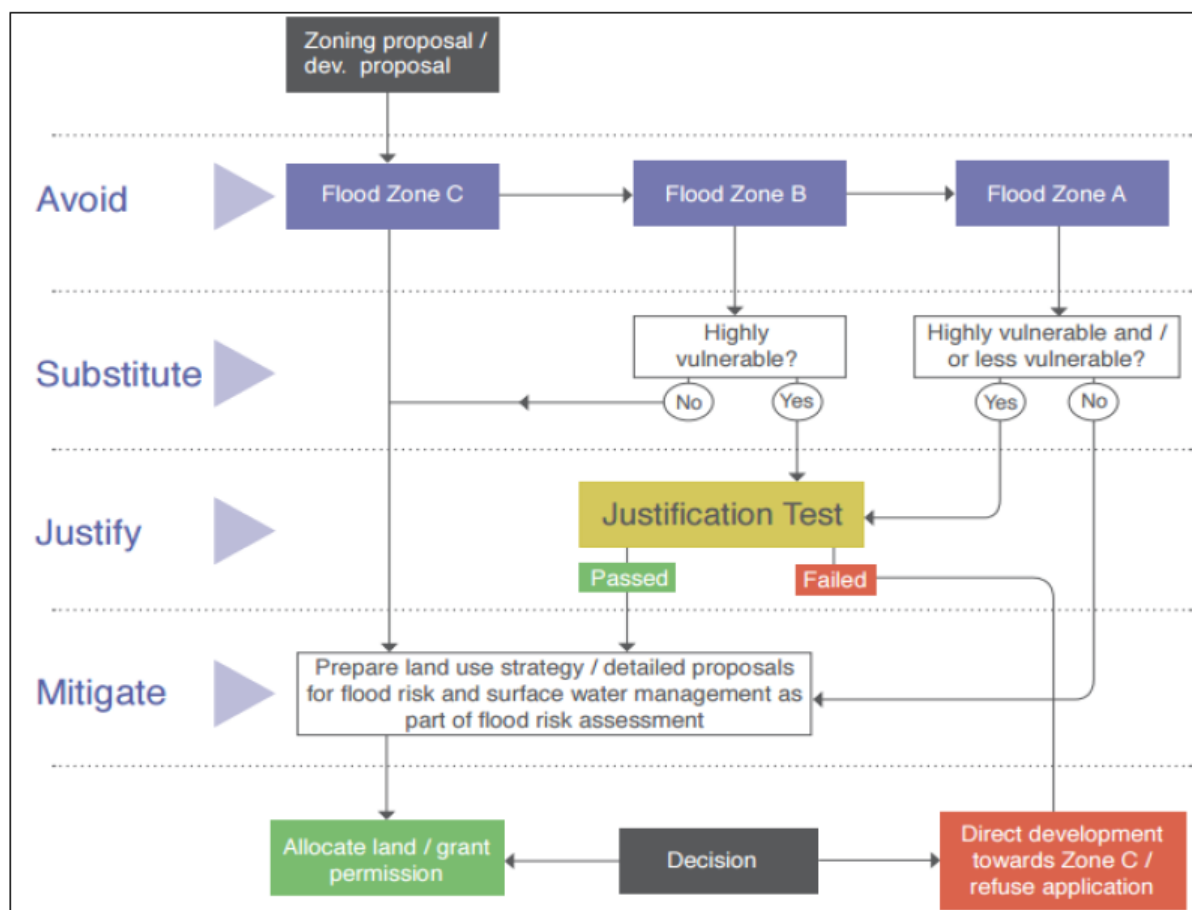 Zoning proposal /
dev. proposal
Avoid
Flood Zone C
Flood Zone B
Flood Zone A
Substitute
Highly
vulnerable?
No
Yes
Highly vulnerable and /
or less vulnerable?
Yes
No
Justify
Justification Test
Passed
Failed
Mitigate
Prepare land use strategy / detailed proposals
for flood risk and surface water management as
part of flood risk assessment
Allocate land / grant
permission
Decision
Direct development
towards Zone C /
refuse application